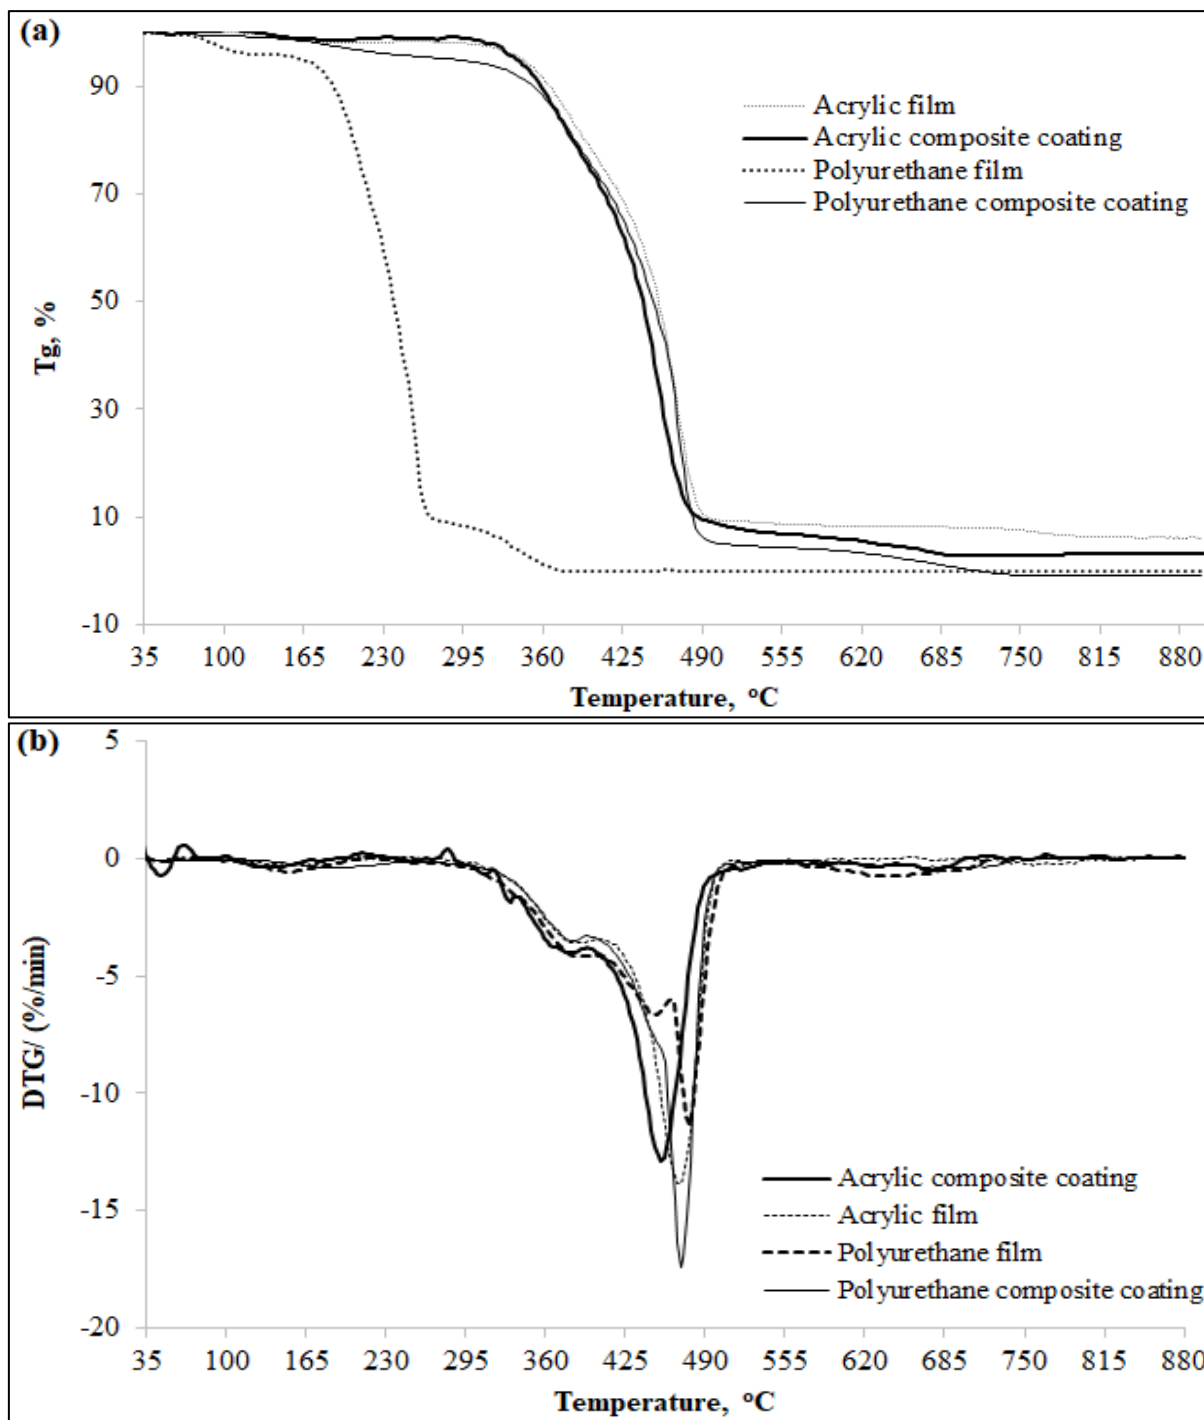 (a)
90
70
50
30
10
-10
Tg, %
Acrylic film
Acrylic composite coating
Polyurethane film
Polyurethane composite coating
35 100 165 230 295 360 425 490 555 620 685 750 815 880
Temperature, °C
(b)
5
0
-5
-10
-15
-20
DTG/ (%/min)
Acrylic composite coating
Acrylic film
Polyurethane film
Polyurethane composite coating
35 100 165 230 295 360 425 490 555 620 685 750 815 880
Temperature, °C